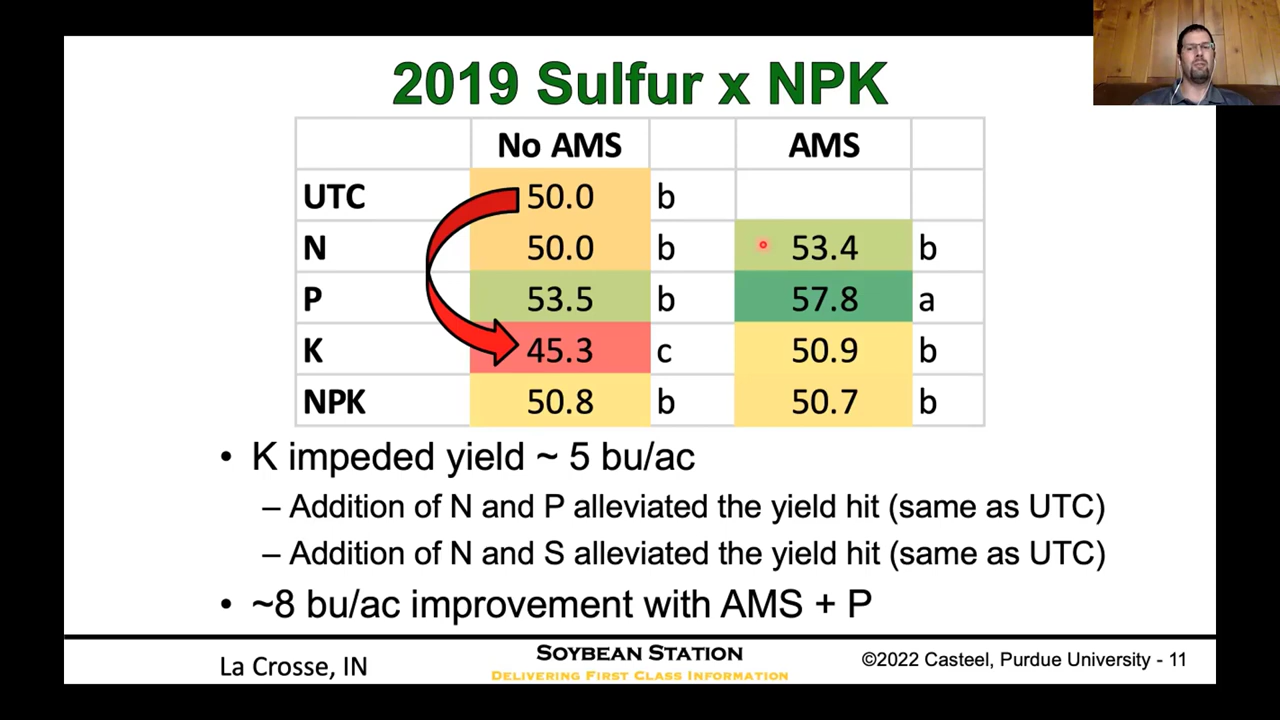 2019 Sulfur x NPK
No AMS AMS
UTC 50.0 b
N 50.0 b 53.4 b
P 53.5 b 57.8 a
K 45.3 c 50.9 b
NPK 50.8 b 50.7 b
• K impeded yield ~ 5 bu/ac
– Addition of N and P alleviated the yield hit (same as UTC)
– Addition of N and S alleviated the yield hit (same as UTC)
• ~8 bu/ac improvement with AMS + P
La Crosse, IN
Soybean Station
Delivering First Class Information
©2022 Casteel, Purdue University - 11